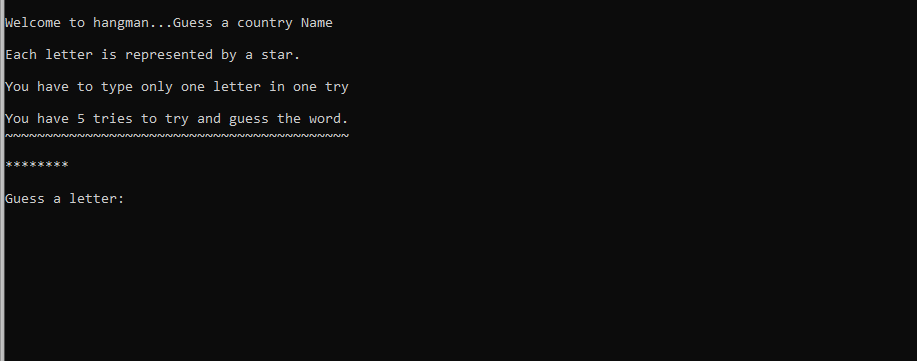 Welcome to hangman...Guess a country Name
Each letter is represented by a star.
You have to type only one letter in one try
You have 5 tries to try and guess the word.
~~~~~~~~~~~~~~~~~~~~~~~~~~~~~~~~~~~~~~~~~~~
********
Guess a letter: